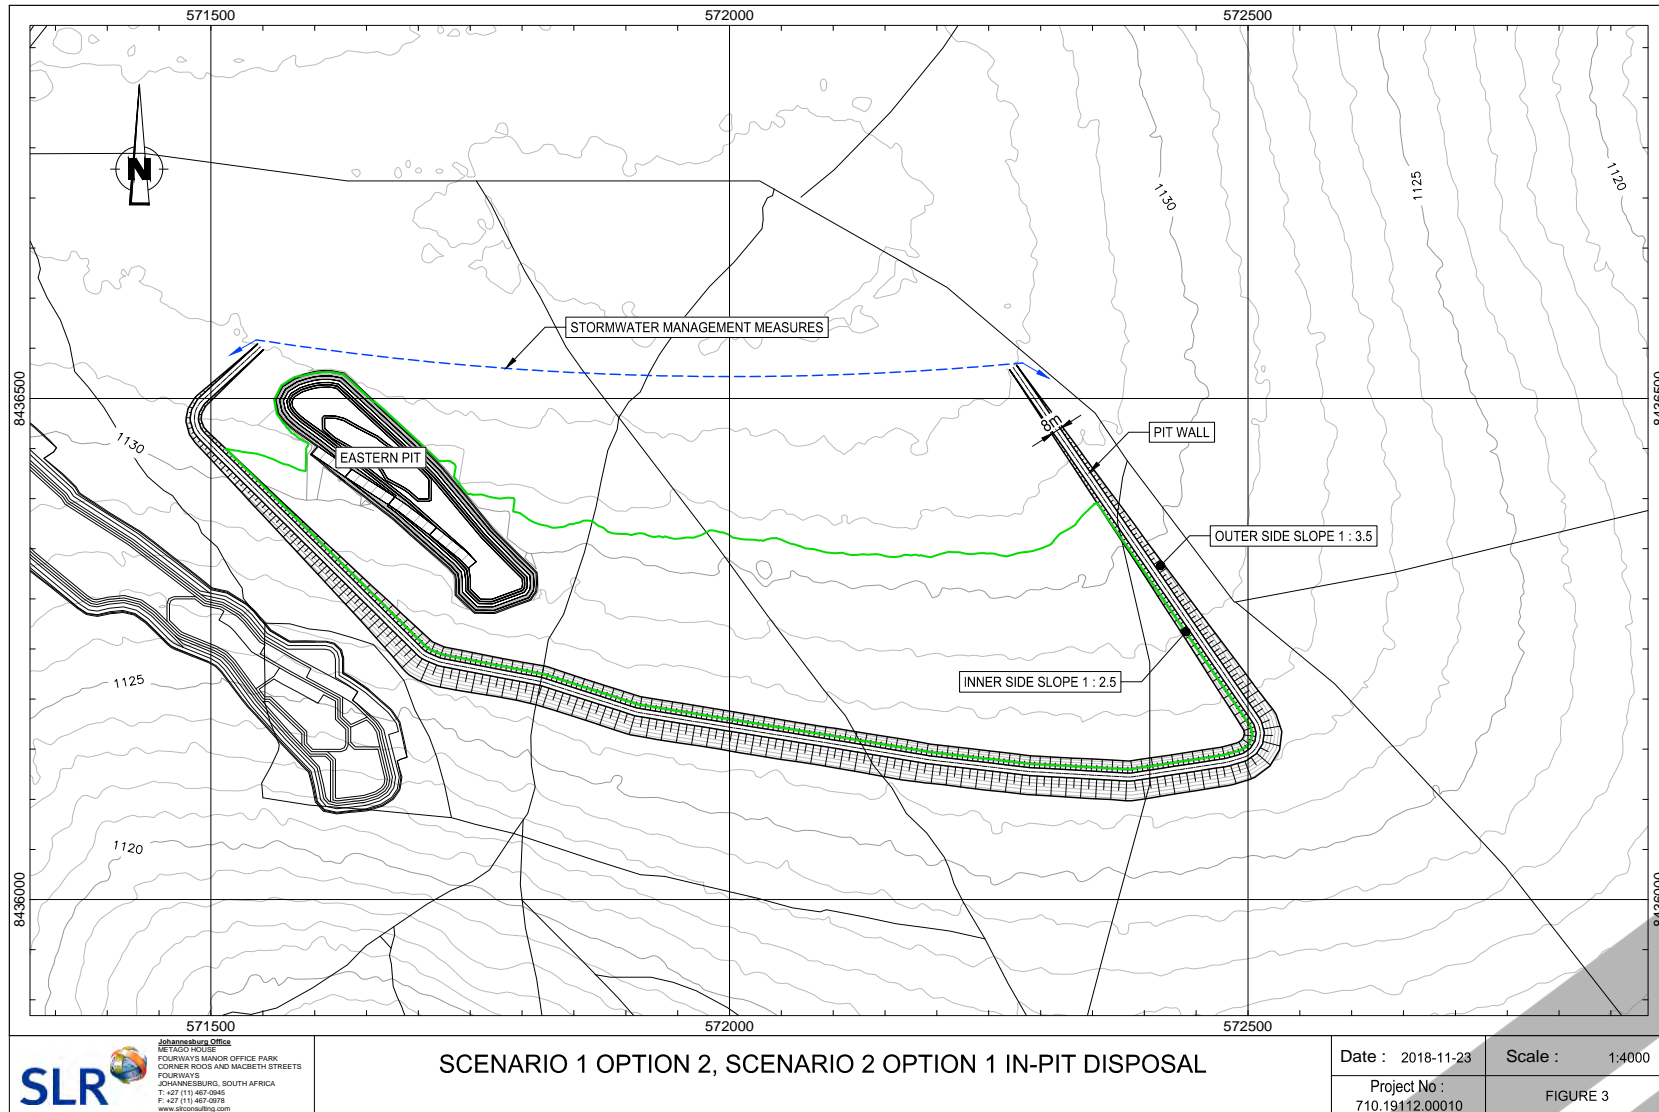 571500
572000
572500
N
1130
1125
1120
STORMWATER MANAGEMENT MEASURES
8436500
8436500
8m
PIT WALL
1130
EASTERN PIT
OUTER SIDE SLOPE 1 : 3.5
INNER SIDE SLOPE 1 : 2.5
1125
1120
8436000
8436000
571500
572000
572500
SLR
Johannesburg Office
METAGO HOUSE
FOURWAYS MANOR OFFICE PARK
CORNER ROOS AND MACBETH STREETS
FOURWAYS
JOHANNESBURG, SOUTH AFRICA
T: +27 (11) 467-0945
F: +27 (11) 467-0978
www.slrconsulting.com
SCENARIO 1 OPTION 2, SCENARIO 2 OPTION 1 IN-PIT DISPOSAL
Date : 2018-11-23
Scale : 1:4000
Project No :
710.19112.00010
FIGURE 3